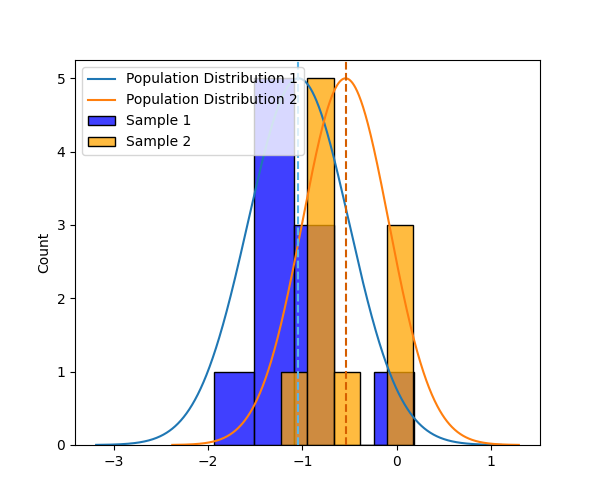 Population Distribution 1
Population Distribution 2
Sample 1
Sample 2
5
4
3
2
1
0
Count
−3
−2
−1
0
1